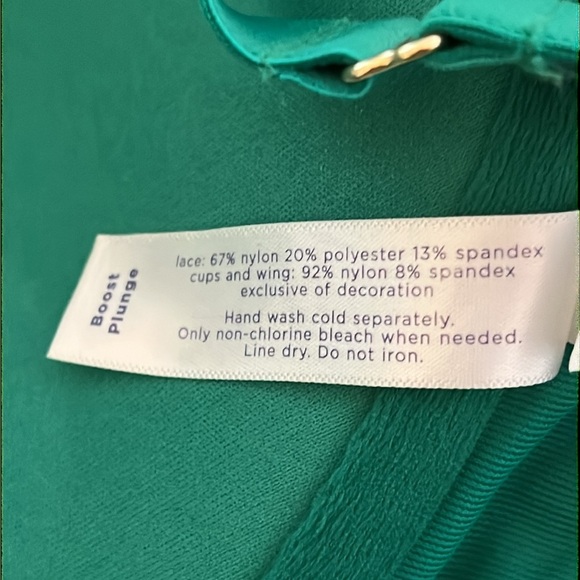 Boost
Plunge
lace: 67% nylon 20% polyester 13% spandex
cups and wing: 92% nylon 8% spandex
exclusive of decoration
Hand wash cold separately.
Only non-chlorine bleach when needed.
Line dry. Do not iron.